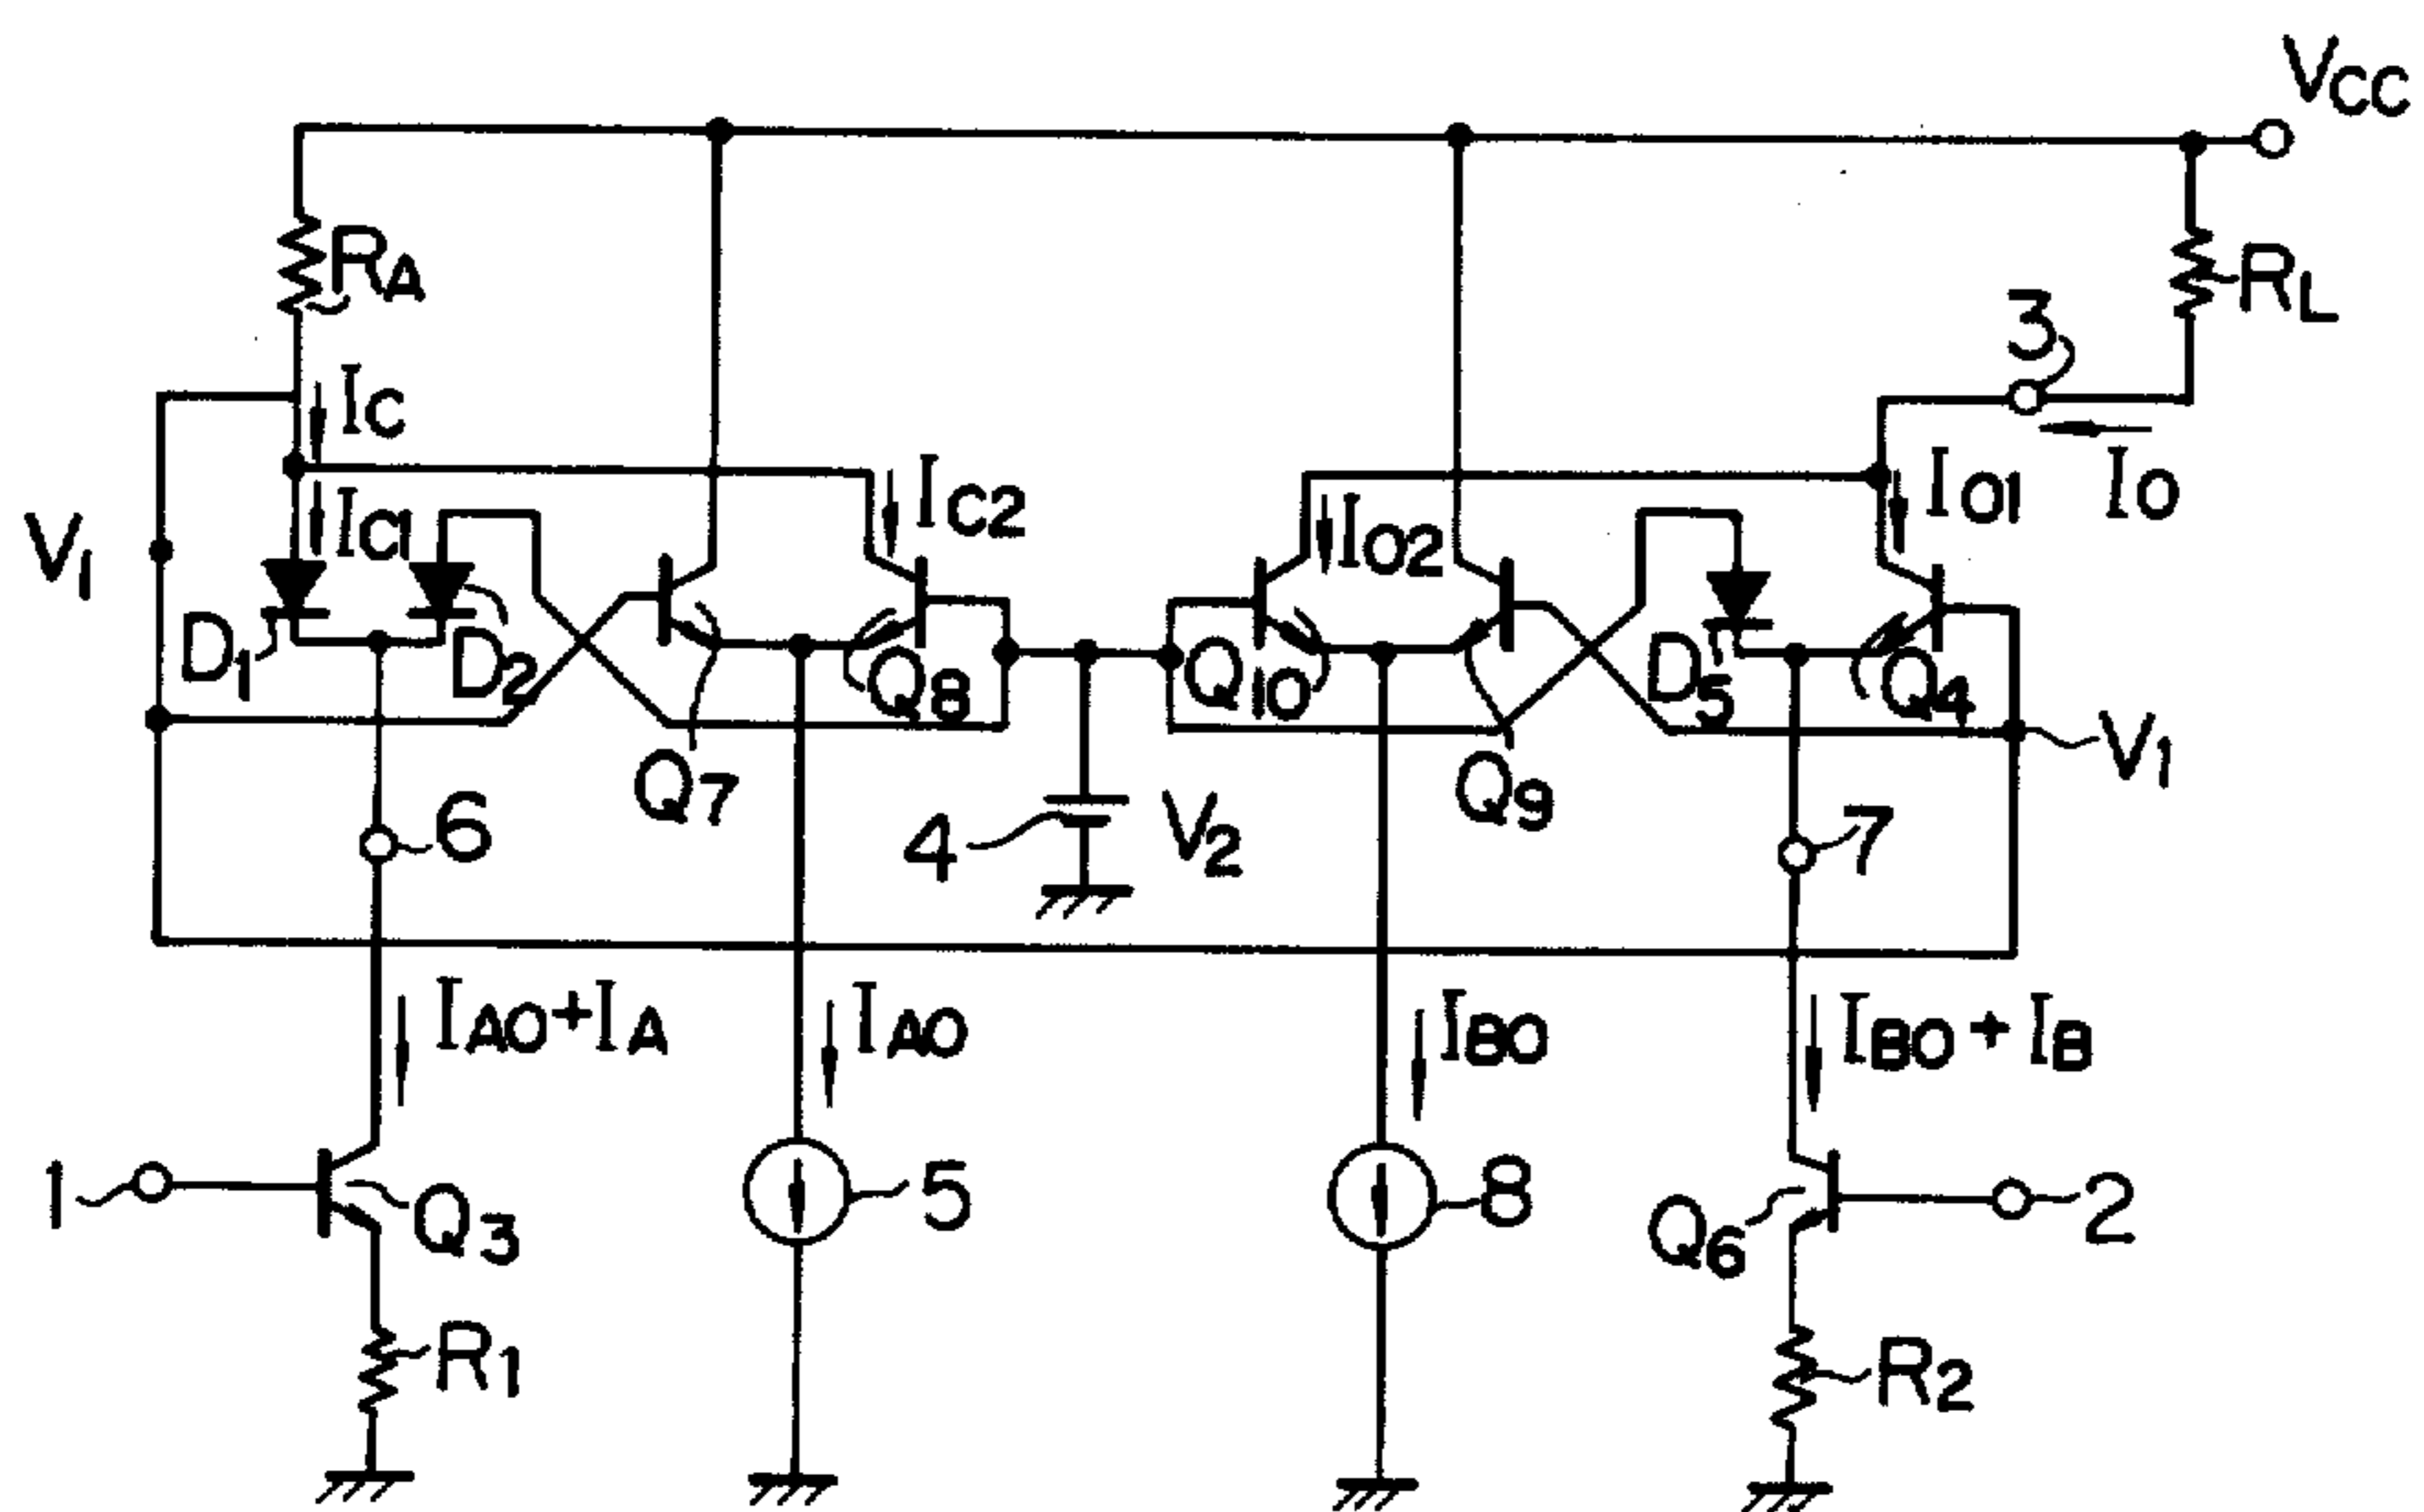 VCC
RA
RL
3
IC
IC1
IC2
IO2
IO1
IO
V1
D1
D2
Q8
Q10
D5
Q4
Q7
Q9
V1
6
4
V2
7
IAO+IA
IAO
IBO
IBO+IB
1
Q3
5
8
Q6
2
R1
R2